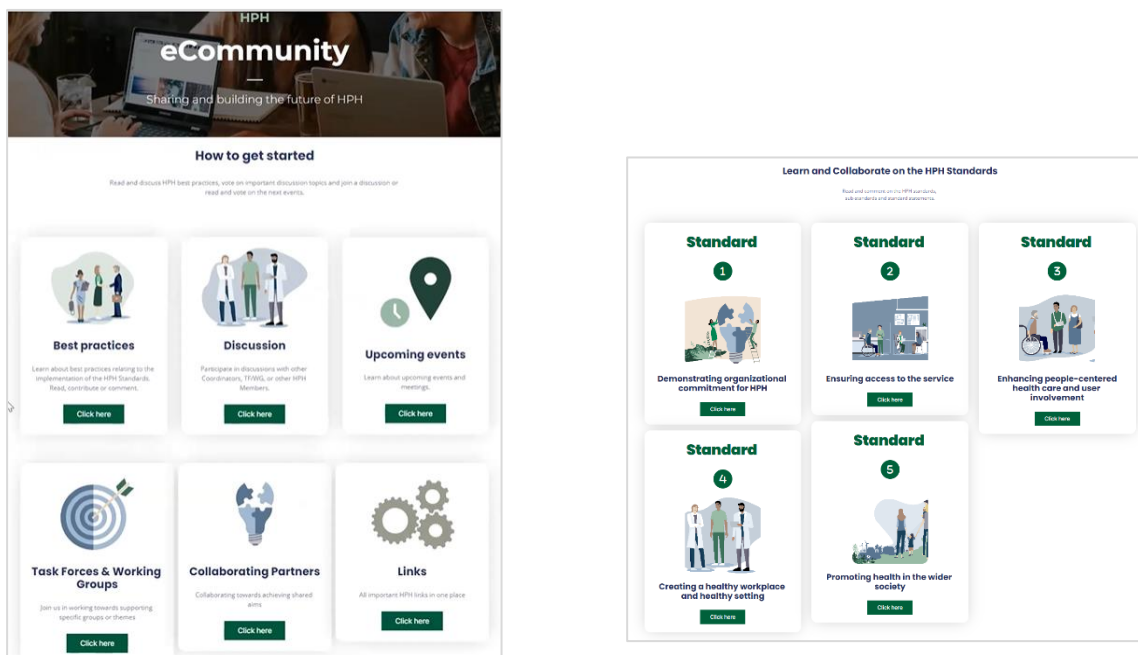 HPH
eCommunity
Sharing and building the future of HPH
How to get started
Read and discuss HPH best practices, vote on important discussion topics and join a discussion or
read and vote on the next events.
Best practices
Learn about best practices relating to the
implementation of the HPH Standards.
Read, contribute or comment.
Click here
Discussion
Participate in discussions with other
Coordinators, TF/WG, or other HPH
Members.
Click here
Upcoming events
Learn about upcoming events and
meetings.
Click here
Task Forces & Working
Groups
Join us in working towards supporting
specific groups or themes
Click here
Collaborating Partners
Collaborating towards achieving shared
aims
Click here
Links
All important HPH links in one place
Click here
Learn and Collaborate on the HPH Standards
Read and comment on the HPH standards,
sub standards and standard statements.
Standard
1
Demonstrating organizational
commitment for HPH
Click here
Standard
2
Ensuring access to the service
Click here
Standard
3
Enhancing people-centered
health care and user
involvement
Click here
Standard
4
Creating a healthy workplace
and healthy setting
Click here
Standard
5
Promoting health in the wider
society
Click here